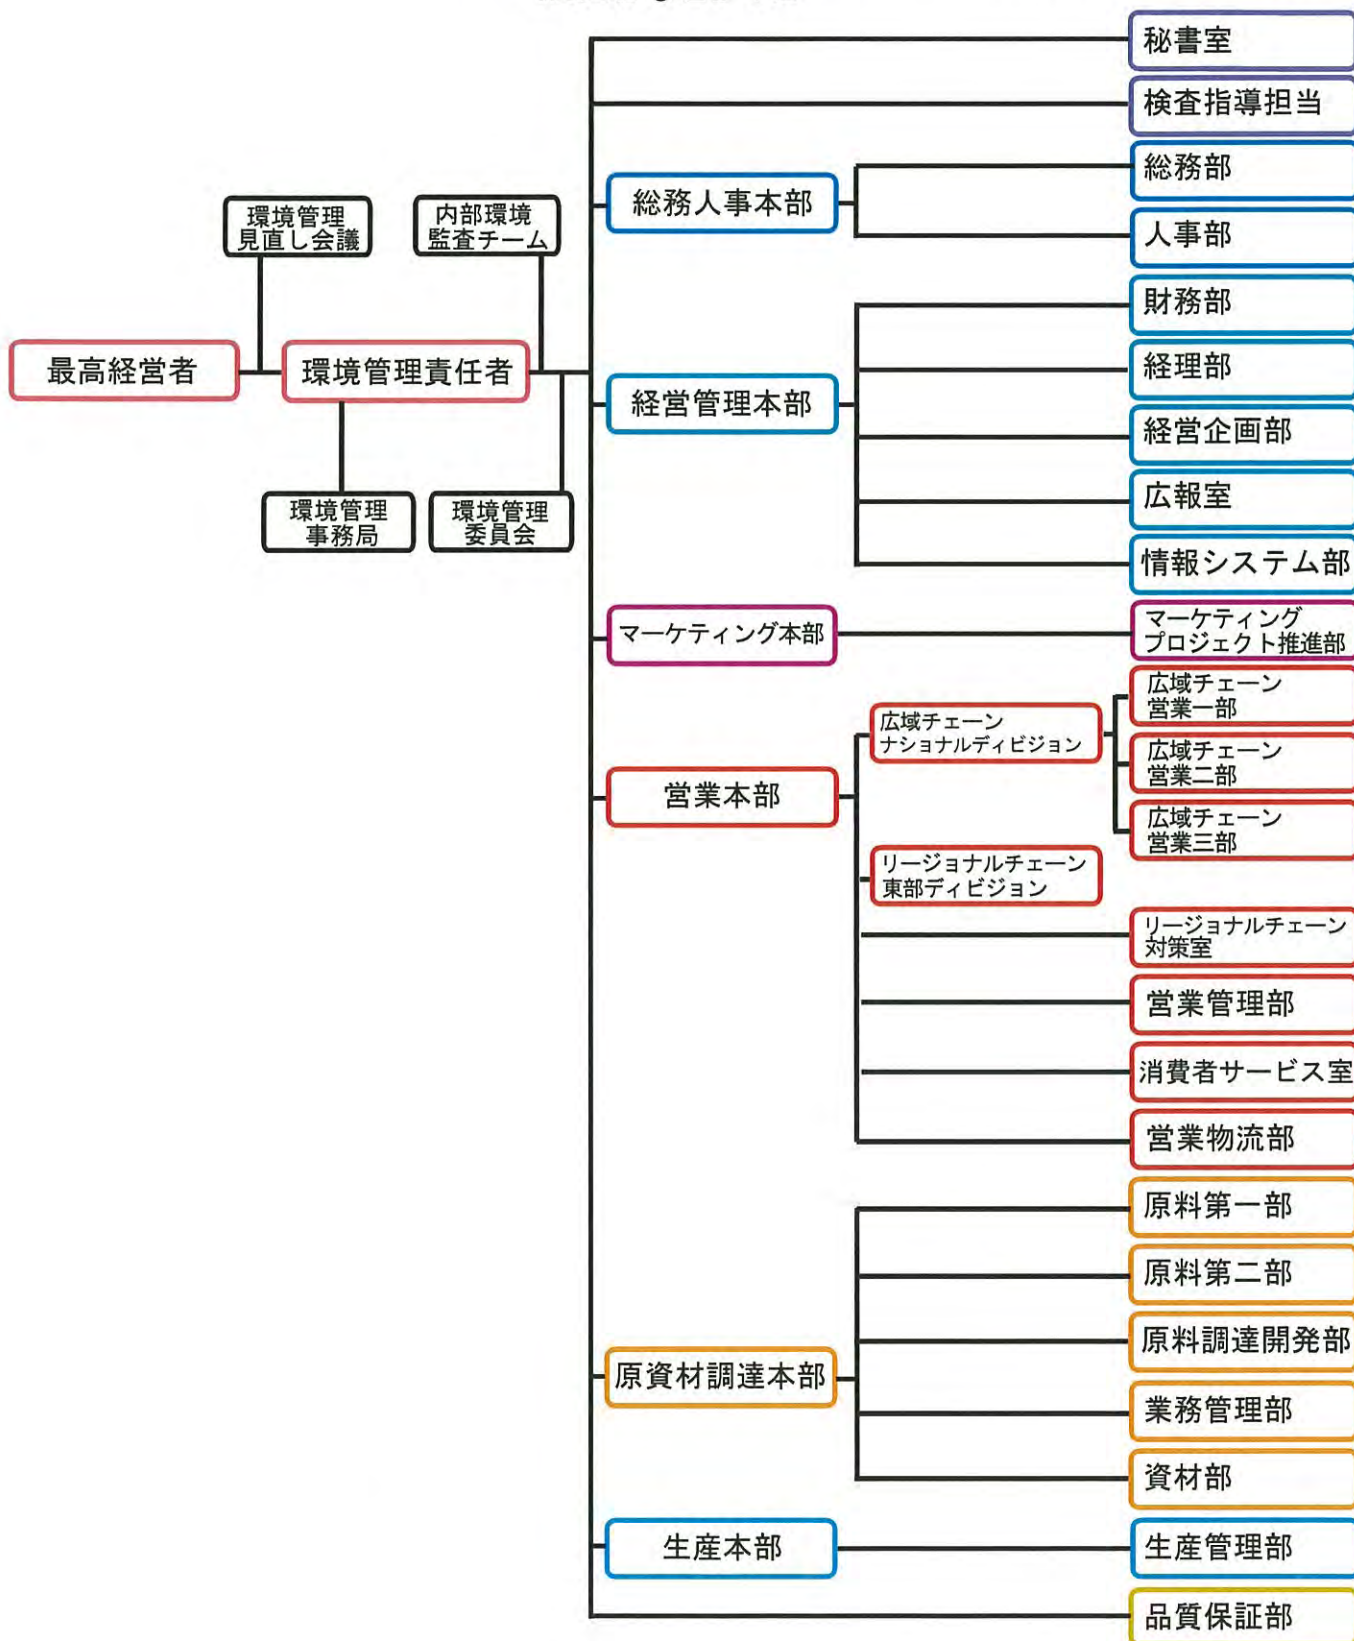 秘書室
検査指導担当
総務人事本部
総務部
人事部
環境管理
見直し会議
内部環境
監査チーム
最高経営者
環境管理責任者
環境管理
事務局
環境管理
委員会
経営管理本部
財務部
経理部
経営企画部
広報室
情報システム部
マーケティング本部
マーケティング
プロジェクト推進部
営業本部
広域チェーン
ナショナルディビジョン
広域チェーン
営業一部
広域チェーン
営業二部
広域チェーン
営業三部
リージョナルチェーン
東部ディビジョン
リージョナルチェーン
対策室
営業管理部
消費者サービス室
営業物流部
原資材調達本部
原料第一部
原料第二部
原料調達開発部
業務管理部
資材部
生産本部
生産管理部
品質保証部